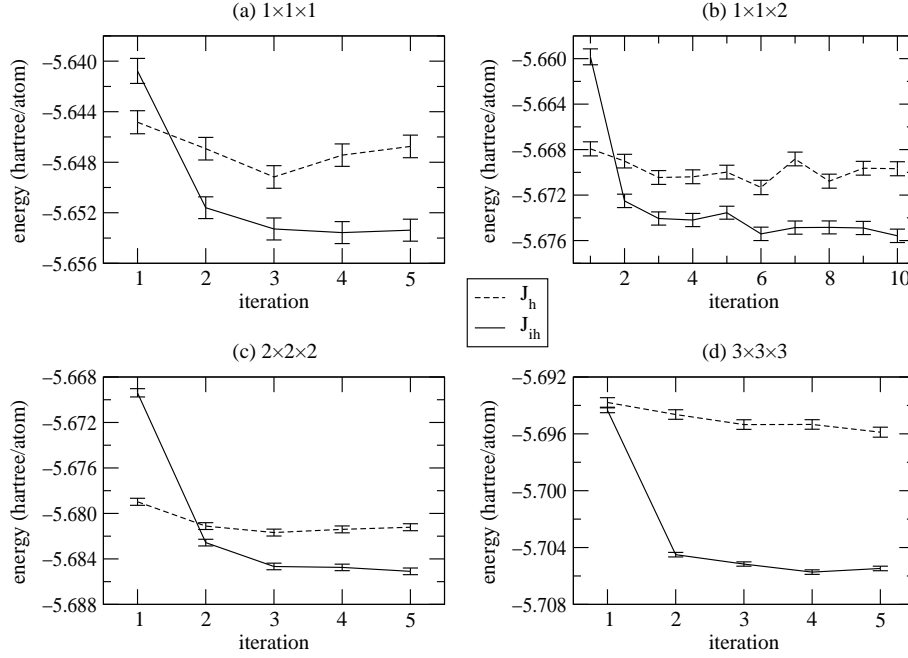 (a) 1×1×1
energy (hartree/atom)
−5.640
−5.644
−5.648
−5.652
−5.656
1 2 3 4 5
iteration
(b) 1×1×2
energy (hartree/atom)
−5.660
−5.664
−5.668
−5.672
−5.676
2 4 6 8 10
iteration
J_h
J_ih
(c) 2×2×2
energy (hartree/atom)
−5.668
−5.672
−5.676
−5.680
−5.684
−5.688
1 2 3 4 5
iteration
(d) 3×3×3
energy (hartree/atom)
−5.692
−5.696
−5.700
−5.704
−5.708
1 2 3 4 5
iteration